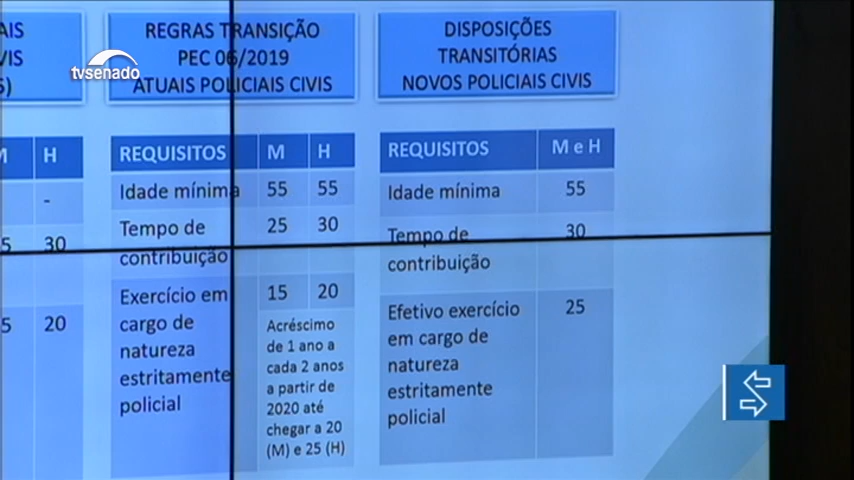 AIS
VIS
6)
tvsenado
M H
-
5 30
5 20
REGRAS TRANSIÇÃO
PEC 06/2019
ATUAIS POLICIAIS CIVIS
REQUISITOS M H
Idade mínima 55 55
Tempo de 25 30
contribuição
Exercício em 15 20
cargo de
natureza
estritamente
policial
Acréscimo
de 1 ano a
cada 2 anos
a partir de
2020 até
chegar a 20
(M) e 25 (H)
DISPOSIÇÕES
TRANSITÓRIAS
NOVOS POLICIAIS CIVIS
REQUISITOS M e H
Idade mínima 55
Tempo de 30
contribuição
Efetivo exercício 25
em cargo de
natureza
estritamente
policial